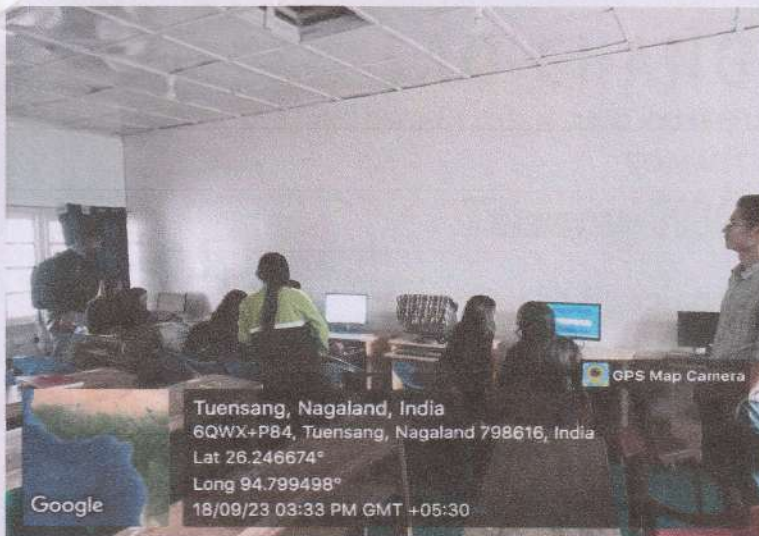 GPS Map Camera
Tuensang, Nagaland, India
6QWX+P84, Tuensang, Nagaland 798616, India
Lat 26.246674°
Long 94.799498°
18/09/23 03:33 PM GMT +05:30
Google